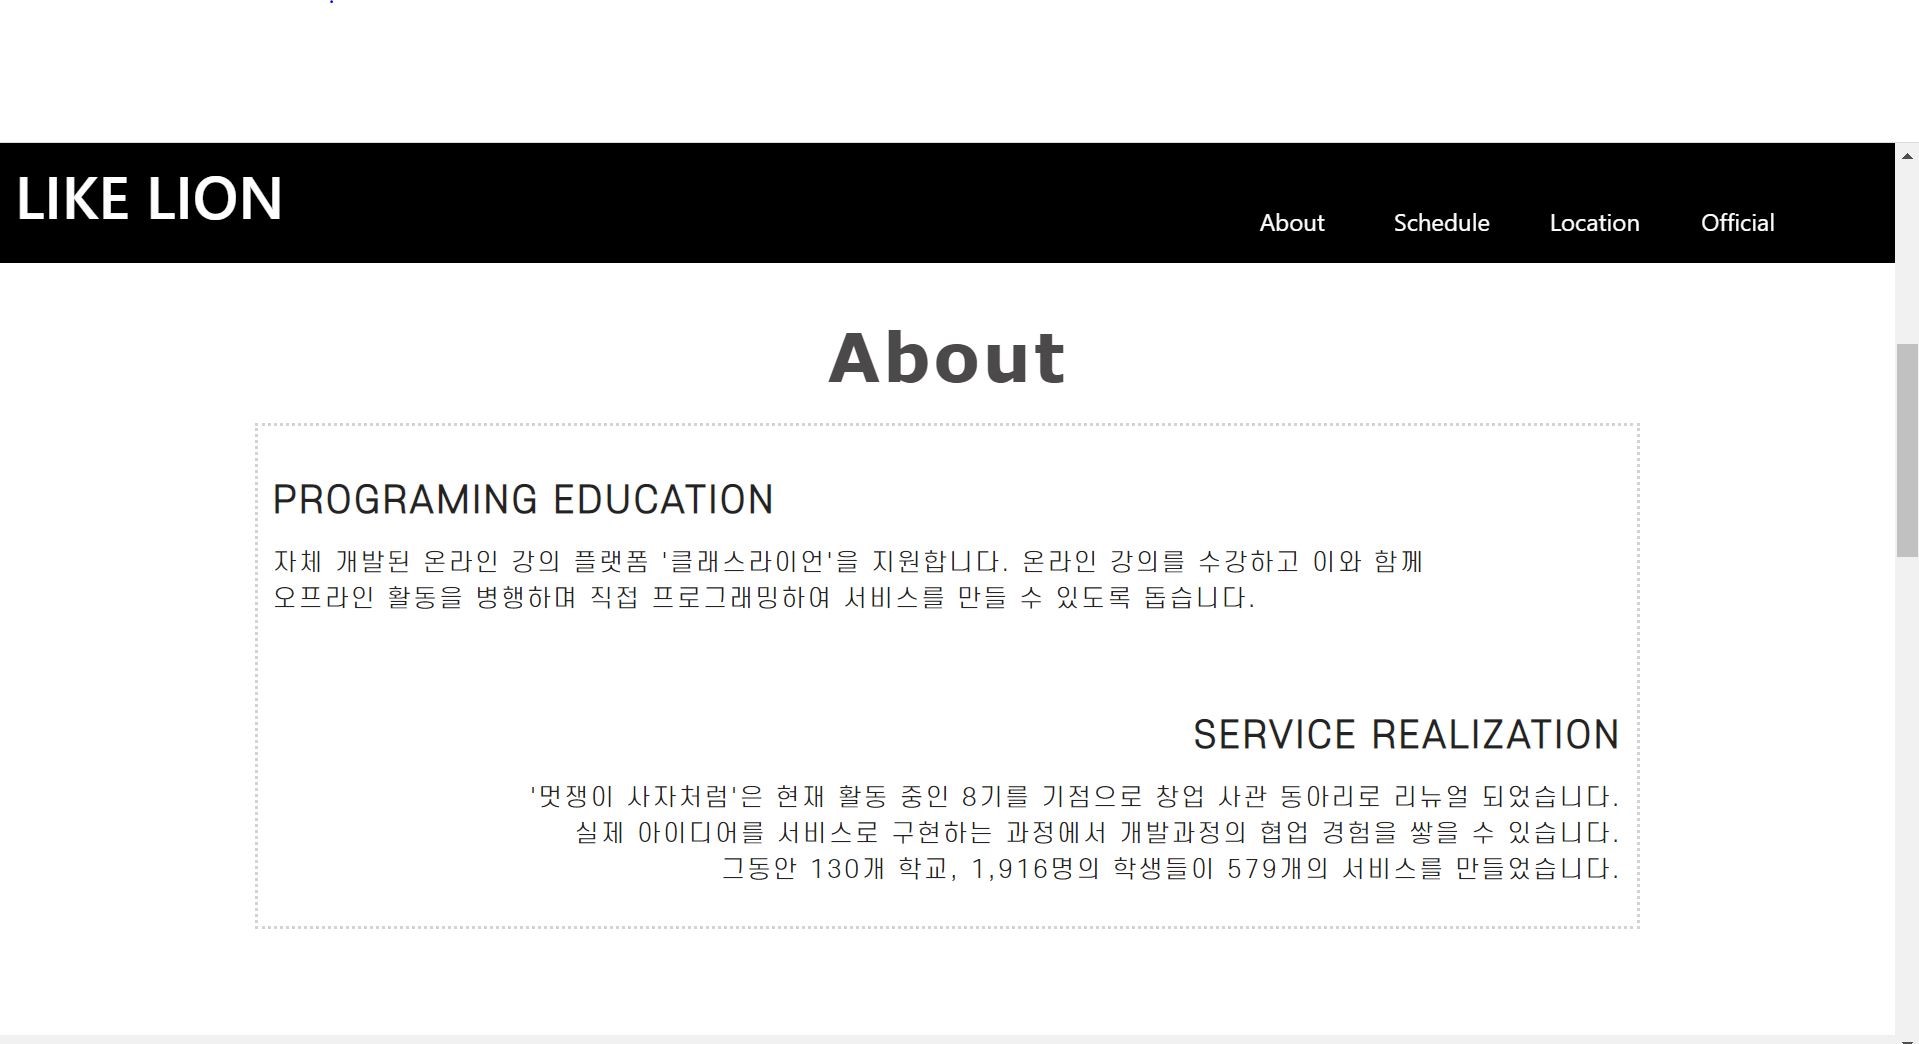 LIKE LION
About Schedule Location Official
About
PROGRAMING EDUCATION
자체 개발된 온라인 강의 플랫폼 '클래스라이언'을 지원합니다. 온라인 강의를 수강하고 이와 함께
오프라인 활동을 병행하며 직접 프로그래밍하여 서비스를 만들 수 있도록 돕습니다.
SERVICE REALIZATION
'멋쟁이 사자처럼'은 현재 활동 중인 8기를 기점으로 창업 사관 동아리로 리뉴얼 되었습니다.
실제 아이디어를 서비스로 구현하는 과정에서 개발과정의 협업 경험을 쌓을 수 있습니다.
그동안 130개 학교, 1,916명의 학생들이 579개의 서비스를 만들었습니다.